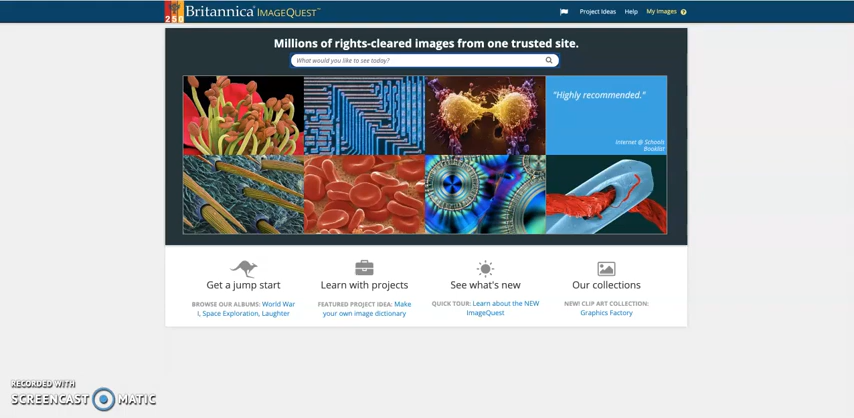 250 Britannica® IMAGEQUEST™
Project Ideas Help My Images
Millions of rights-cleared images from one trusted site.
What would you like to see today?
"Highly recommended."
Internet @ Schools
Booklist
Get a jump start
BROWSE OUR ALBUMS: World War
I, Space Exploration, Laughter
Learn with projects
FEATURED PROJECT IDEA: Make
your own image dictionary
See what's new
QUICK TOUR: Learn about the NEW
ImageQuest
Our collections
NEW! CLIP ART COLLECTION:
Graphics Factory
RECORDED WITH
SCREENCAST MATIC